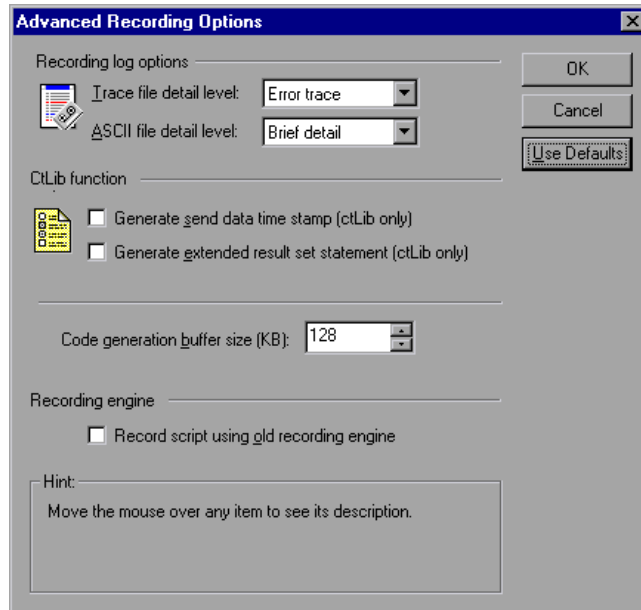 Advanced Recording Options
Recording log options
Trace file detail level: Error trace
ASCII file detail level: Brief detail
OK
Cancel
Use Defaults
CtLib function
Generate send data time stamp (ctLib only)
Generate extended result set statement (ctLib only)
Code generation buffer size (KB): 128
Recording engine
Record script using old recording engine
Hint:
Move the mouse over any item to see its description.